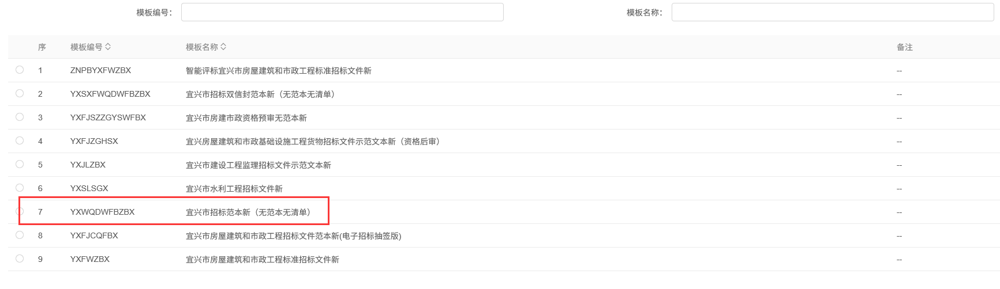 模板编号： 模板名称：
序 模板编号 模板名称 备注
1 ZNPBYXFWZBX 智能评标宜兴市房屋建筑和市政工程标准招标文件新 --
2 YXSXFWQDWFBZBX 宜兴市招标双信封范本新（无范本无清单） --
3 YXFJSZZGYSWFBX 宜兴市房建市政资格预审无范本新 --
4 YXFJZGHSX 宜兴房屋建筑和市政基础设施工程货物招标文件示范文本新（资格后审） --
5 YXJLZBX 宜兴市建设工程监理招标文件示范文本新 --
6 YXSLSGX 宜兴市水利工程招标文件新 --
7 YXWQDWFBZBX 宜兴市招标范本新（无范本无清单） --
8 YXFJCQFBX 宜兴市房屋建筑和市政工程招标文件范本新(电子招标抽签版) --
9 YXFWZBX 宜兴市房屋建筑和市政工程标准招标文件新 --